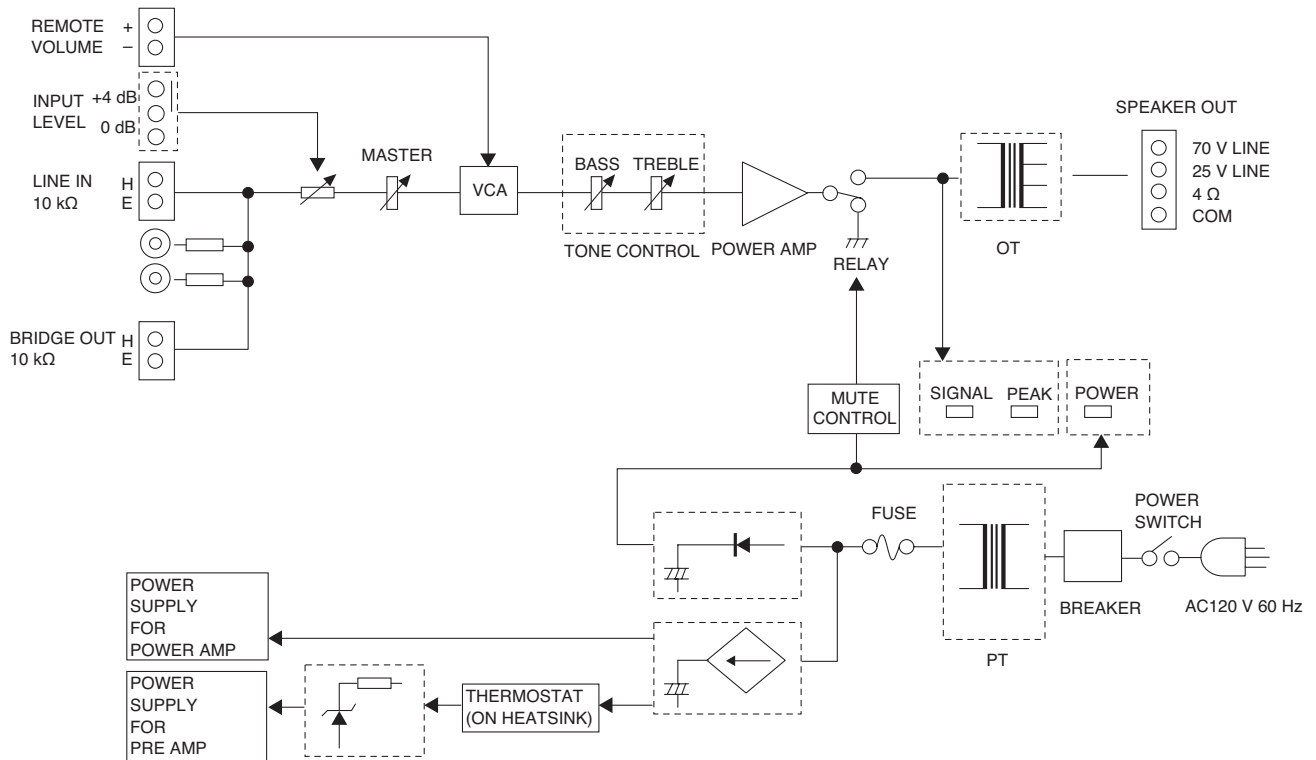 REMOTE +
VOLUME –
INPUT +4 dB
LEVEL 0 dB
LINE IN H
10 kΩ E
BRIDGE OUT H
10 kΩ E
MASTER
VCA
BASS TREBLE
TONE CONTROL
POWER AMP
RELAY
OT
SPEAKER OUT
70 V LINE
25 V LINE
4 Ω
COM
MUTE
CONTROL
SIGNAL PEAK
POWER
FUSE
PT
BREAKER
POWER
SWITCH
AC120 V 60 Hz
POWER
SUPPLY
FOR
POWER AMP
POWER
SUPPLY
FOR
PRE AMP
THERMOSTAT
(ON HEATSINK)